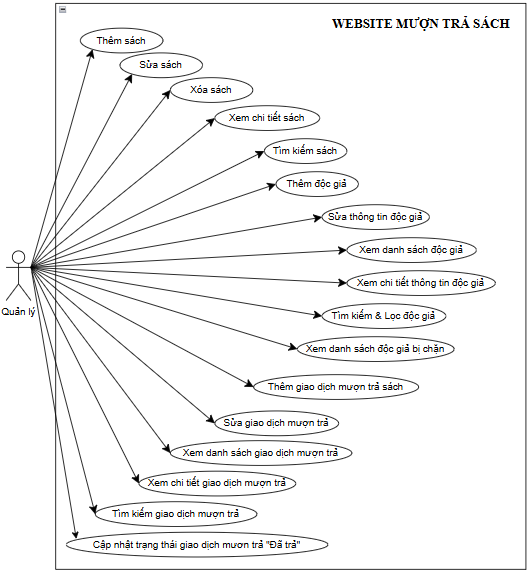 WEBSITE MƯỢN TRẢ SÁCH
Thêm sách
Sửa sách
Xóa sách
Xem chi tiết sách
Tìm kiếm sách
Thêm độc giả
Sửa thông tin độc giả
Xem danh sách độc giả
Xem chi tiết thông tin độc giả
Quản lý
Tìm kiếm & Lọc độc giả
Xem danh sách độc giả bị chặn
Thêm giao dịch mượn trả sách
Sửa giao dịch mượn trả
Xem danh sách giao dịch mượn trả
Xem chi tiết giao dịch mượn trả
Tìm kiếm giao dịch mượn trả
Cập nhật trạng thái giao dịch mươn trả "Đã trả"